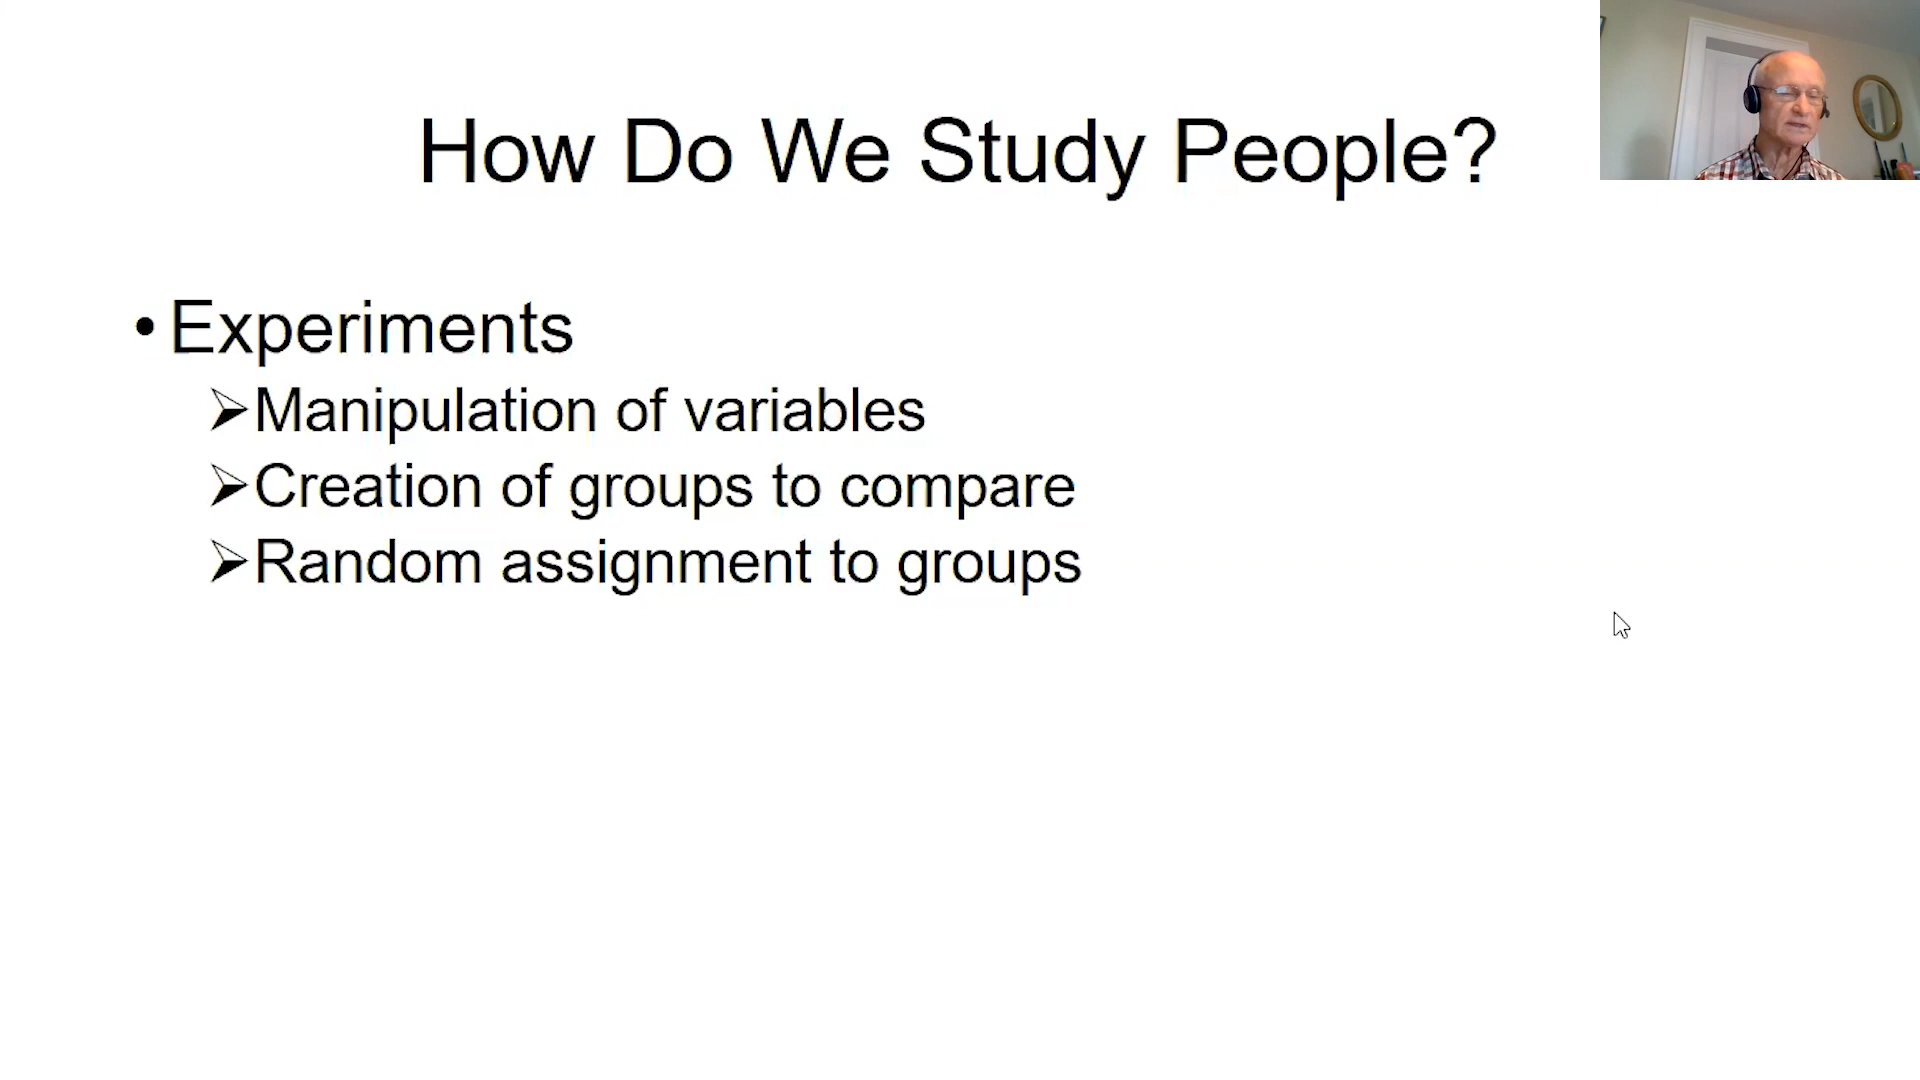 How Do We Study People?
• Experiments
➢Manipulation of variables
➢Creation of groups to compare
➢Random assignment to groups